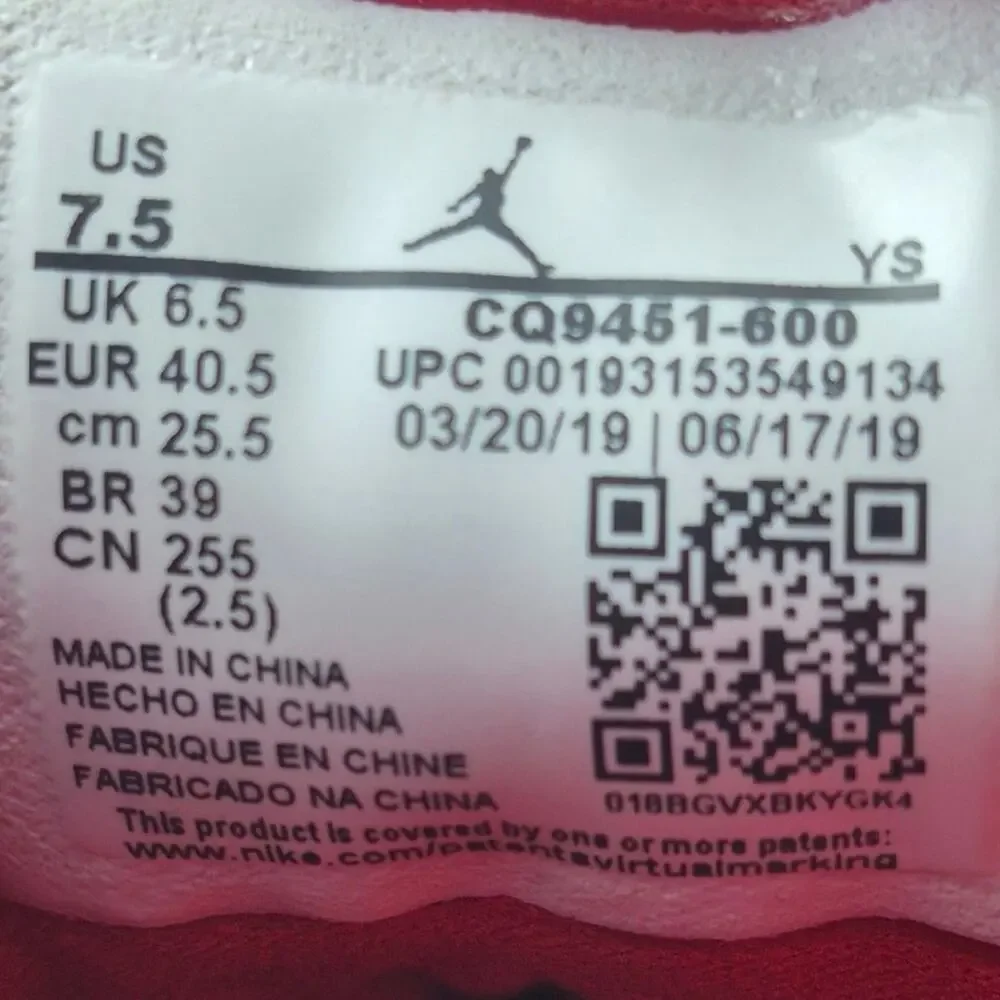 US
7.5
YS
UK 6.5
CQ9451-600
EUR 40.5
UPC 00193153549134
cm 25.5
03/20/19 | 06/17/19
BR 39
CN 255
(2.5)
MADE IN CHINA
HECHO EN CHINA
FABRIQUE EN CHINE
FABRICADO NA CHINA
018BGVXBKYGK4
This product is covered by one or more patents:
www.nike.com/patentsvirtualmarking